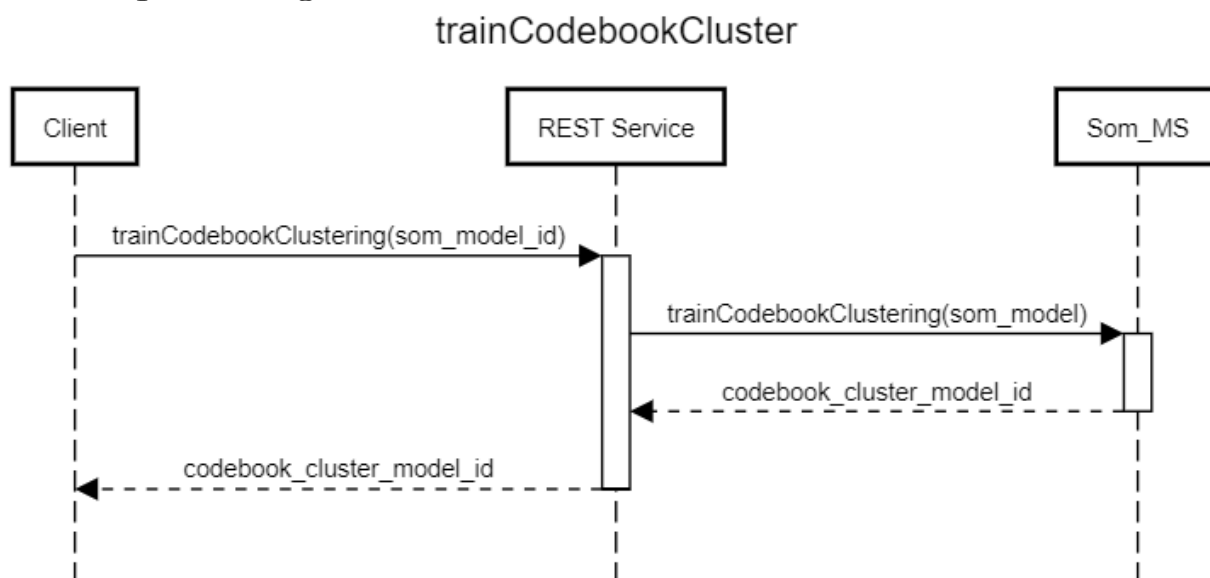 trainCodebookCluster
Client
REST Service
Som_MS
trainCodebookClustering(som_model_id)
trainCodebookClustering(som_model)
codebook_cluster_model_id
codebook_cluster_model_id